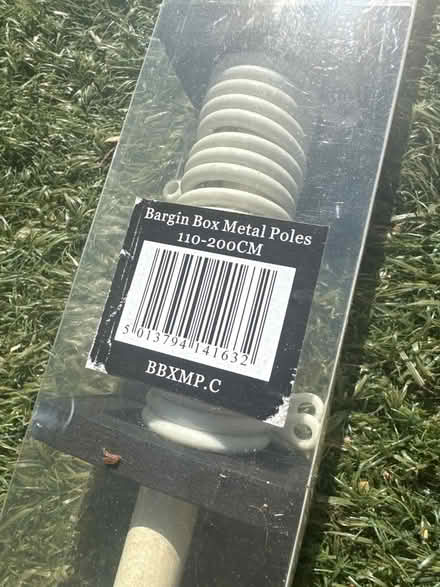 Bargin Box Metal Poles
110-200CM
5 013794 141632
BBXMP.C